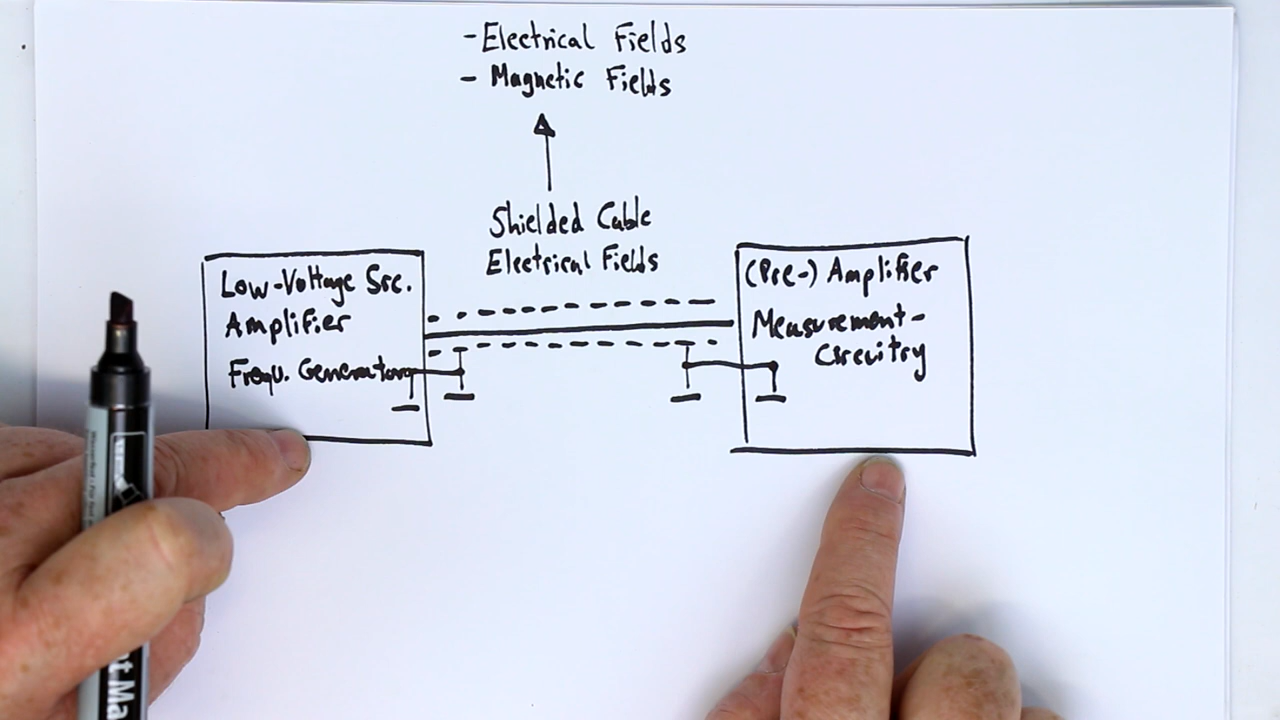 -Electrical Fields
- Magnetic Fields
Shielded Cable
Electrical Fields
Low-Voltage Src.
Amplifier
Frequ. Generator
(Pre-) Amplifier
Measurement-
Circuitry